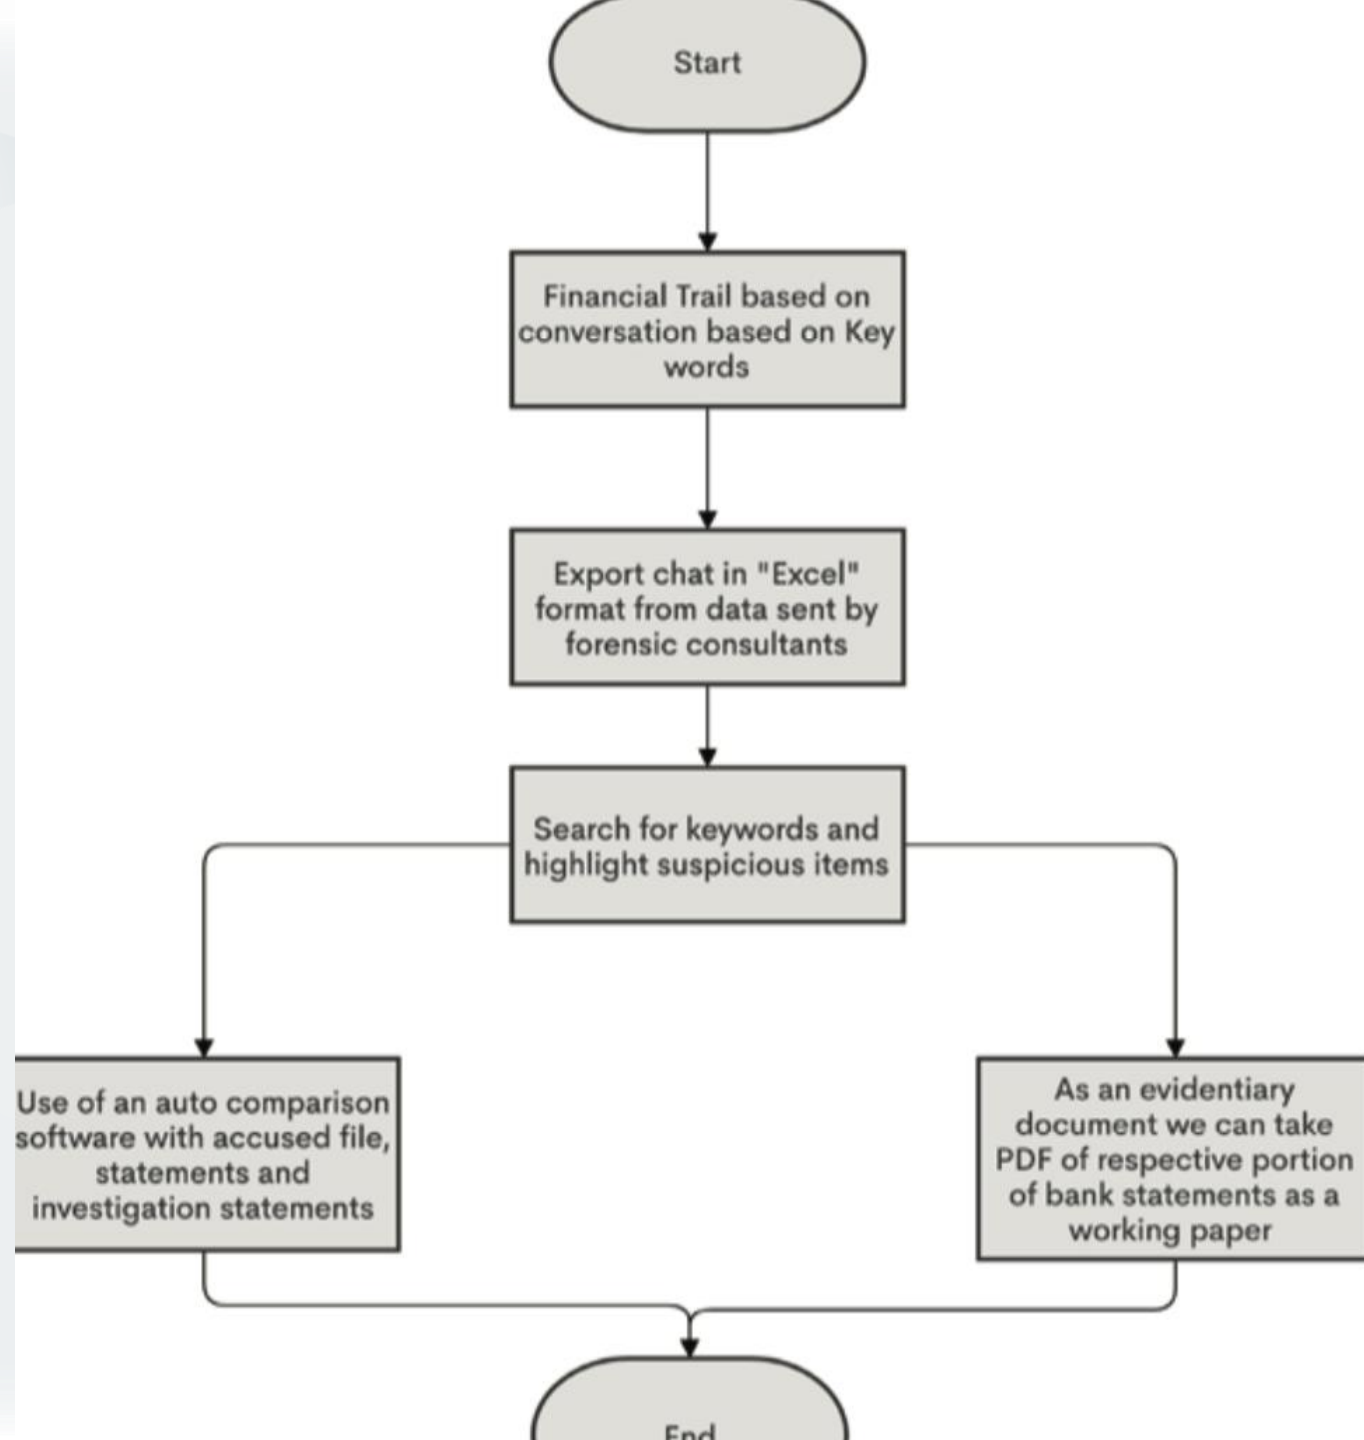 Start
Financial Trail based on
conversation based on Key
words
Export chat in "Excel"
format from data sent by
forensic consultants
Search for keywords and
highlight suspicious items
Use of an auto comparison
software with accused file,
statements and
investigation statements
As an evidentiary
document we can take
PDF of respective portion
of bank statements as a
working paper
End